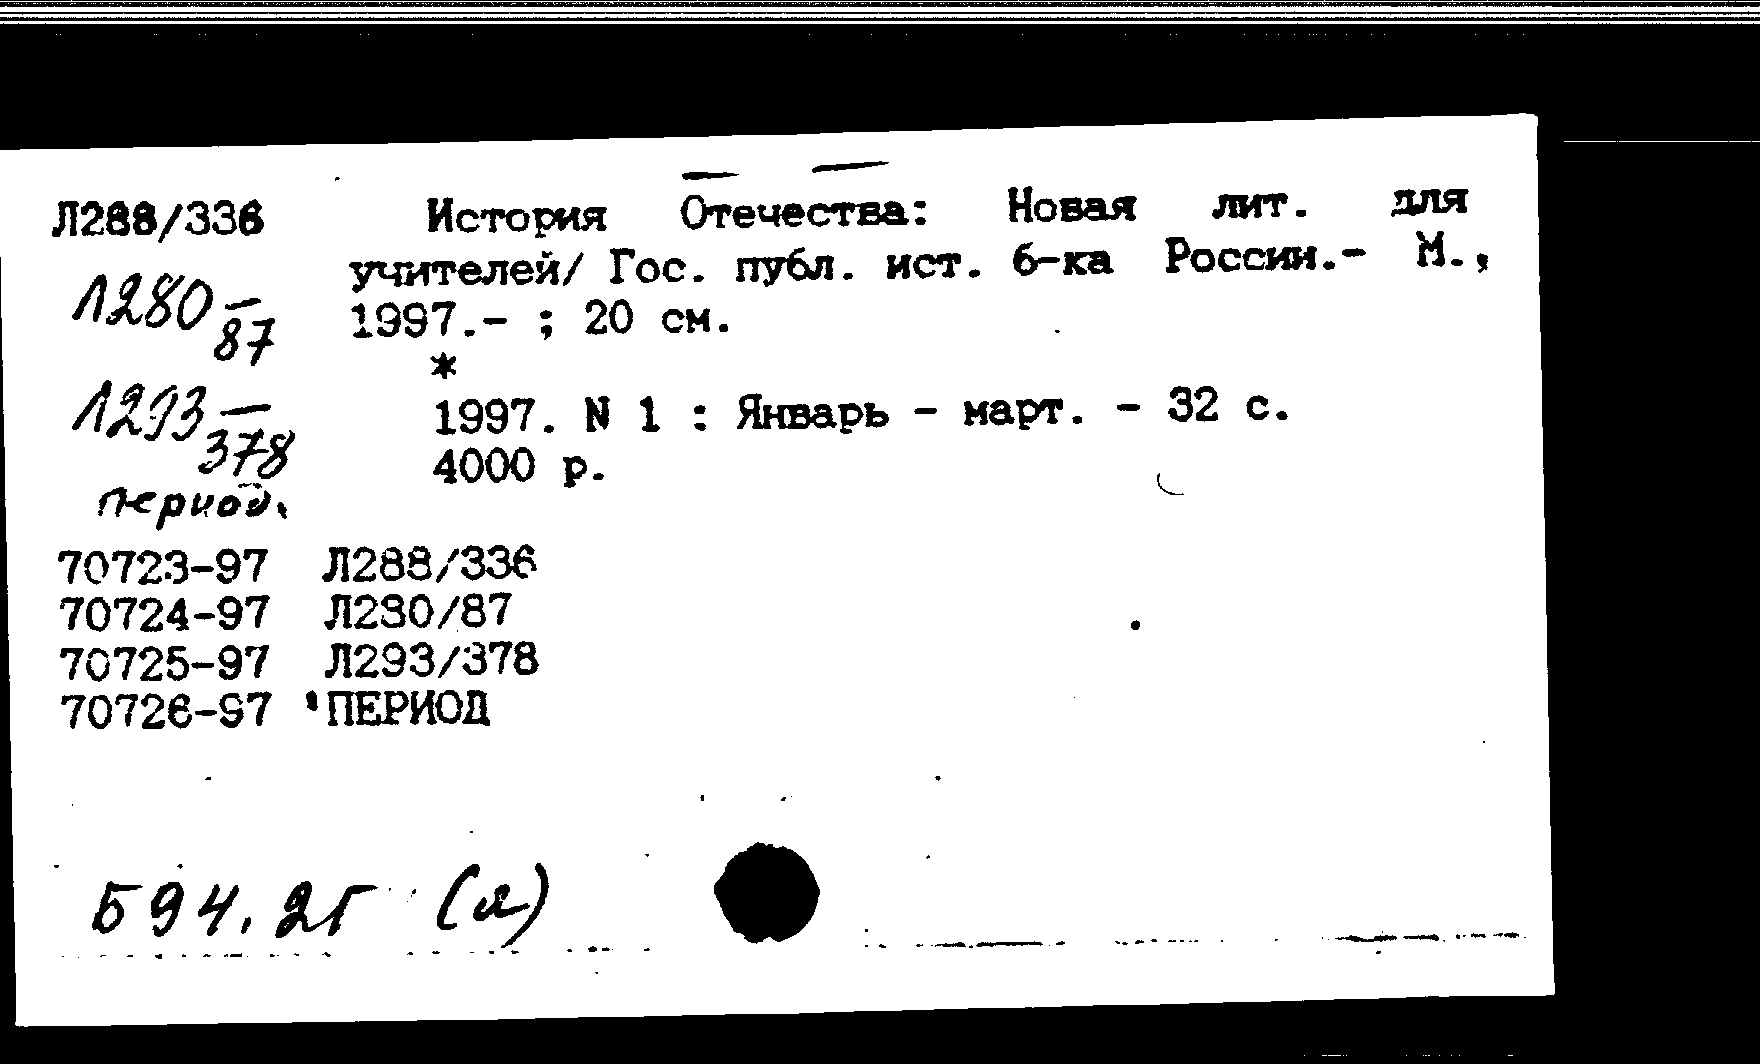 Л288/336 История Отечества: Новая лит. для
учителей/ Гос. публ. ист. б-ка России.- М.,
Л280-87
1997.- ; 20 см.
*
Л293-378
1997. N 1 : Январь - март. - 32 с.
4000 р.
период.
70723-97 Л288/336
70724-97 Л280/87
70725-97 Л293/378
70726-97 ПЕРИОД
Б94.2Г (я)